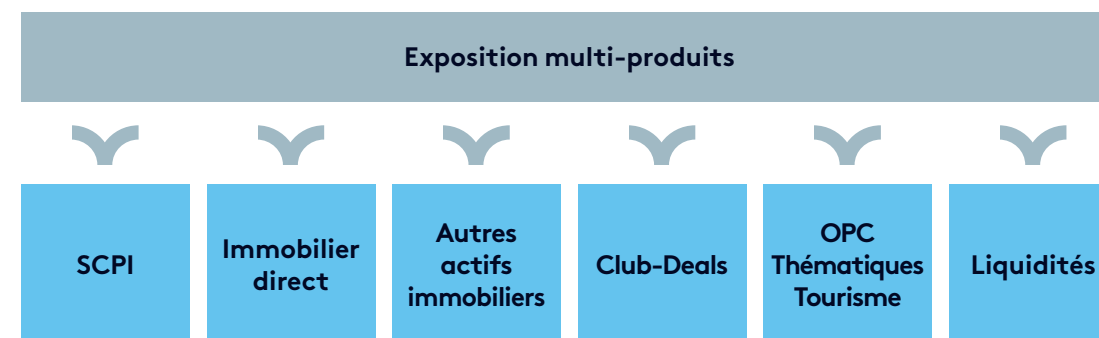 Exposition multi-produits
SCPI
Immobilier
direct
Autres
actifs
immobiliers
Club-Deals
OPC
Thématiques
Tourisme
Liquidités